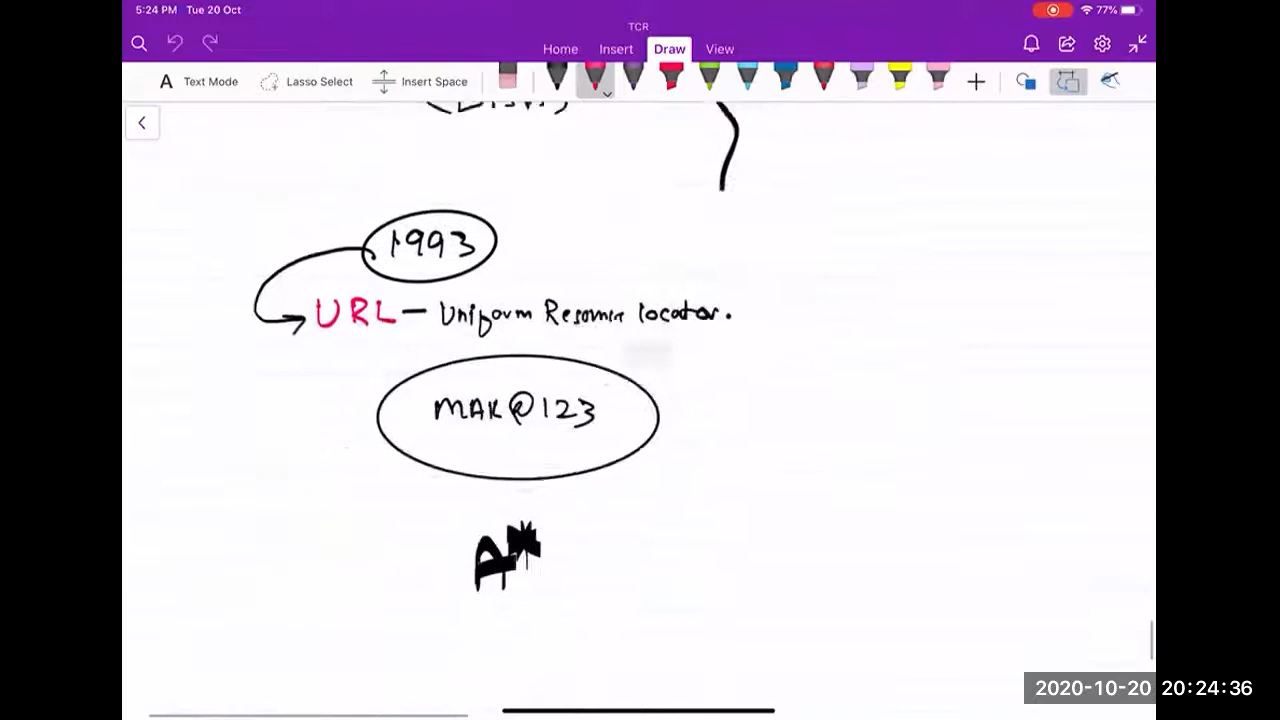 5:24 PM Tue 20 Oct
77%
TCR
Home Insert Draw View
Text Mode Lasso Select Insert Space
1993
URL — Uniform Resource locator.
MAK@123
A*
2020-10-20 20:24:36